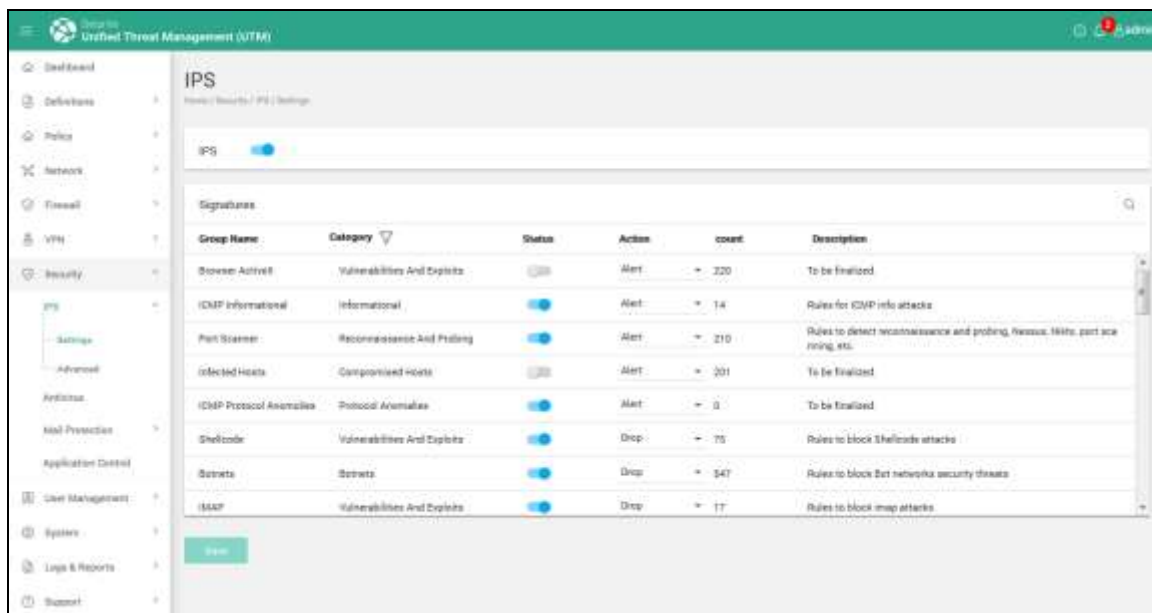 Unified Threat Management (UTM)
2
admin
Dashboard
Definitions
Policy
Network
Firewall
VPN
Security
IPS
Settings
Advanced
Antivirus
Mail Protection
Application Control
User Management
System
Logs & Reports
Support
IPS
Home / Security / IPS / Settings
IPS
Signatures
Group Name Category Status Action count Description
Browser ActiveX Vulnerabilities And Exploits Alert 220 To be finalized
ICMP Informational Informational Alert 14 Rules for ICMP info attacks
Port Scanner Reconnaissance And Probing Alert 210 Rules to detect reconnaissance and probing, Nessus, Nikto, port sca
nning, etc.
Infected Hosts Compromised Hosts Alert 201 To be finalized
ICMP Protocol Anomalies Protocol Anomalies Alert 0 To be finalized
Shellcode Vulnerabilities And Exploits Drop 75 Rules to block Shellcode attacks
Botnets Botnets Drop 547 Rules to block Bot networks security threats
IMAP Vulnerabilities And Exploits Drop 17 Rules to block imap attacks
Save